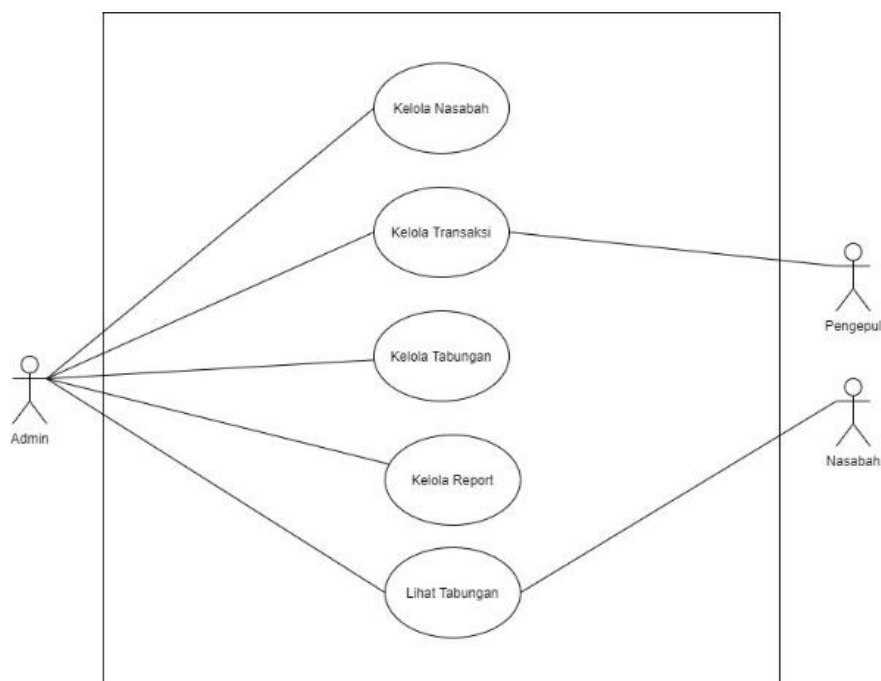 Kelola Nasabah
Kelola Transaksi
Pengepul
Kelola Tabungan
Admin
Nasabah
Kelola Report
Lihat Tabungan